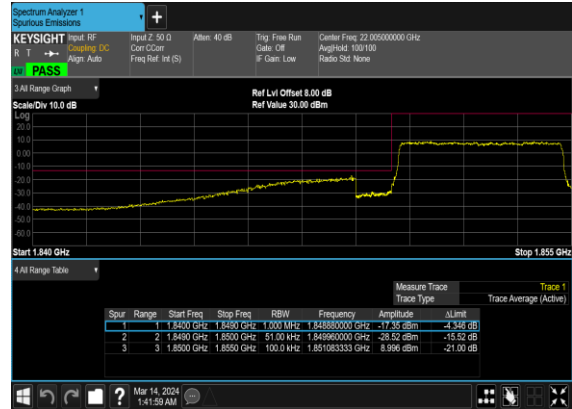 Spectrum Analyzer 1
Spurious Emissions
+
KEYSIGHT Input: RF Input Z: 50 Ω Atten: 40 dB Trig: Free Run Center Freq: 22.005000000 GHz
R T Coupling: DC Corr CCorr Gate: Off Avg|Hold: 100/100
Align: Auto Freq Ref: Int (S) IF Gain: Low Radio Std: None
LM PASS
3 All Range Graph
Ref Lvl Offset 8.00 dB
Scale/Div 10.0 dB Ref Value 30.00 dBm
Log
20.0
10.0
0.00
-10.0
-20.0
-30.0
-40.0
-50.0
-60.0
Start 1.840 GHz Stop 1.855 GHz
4 All Range Table
Measure Trace Trace 1
Trace Type Trace Average (Active)
Spur Range Start Freq Stop Freq RBW Frequency Amplitude ΔLimit
1 1 1.8400 GHz 1.8490 GHz 1.000 MHz 1.848880000 GHz -17.35 dBm -4.346 dB
2 2 1.8490 GHz 1.8500 GHz 51.00 kHz 1.849960000 GHz -28.52 dBm -15.52 dB
3 3 1.8500 GHz 1.8550 GHz 100.0 kHz 1.851083333 GHz 8.996 dBm -21.00 dB
? Mar 14, 2024
1:41:59 AM